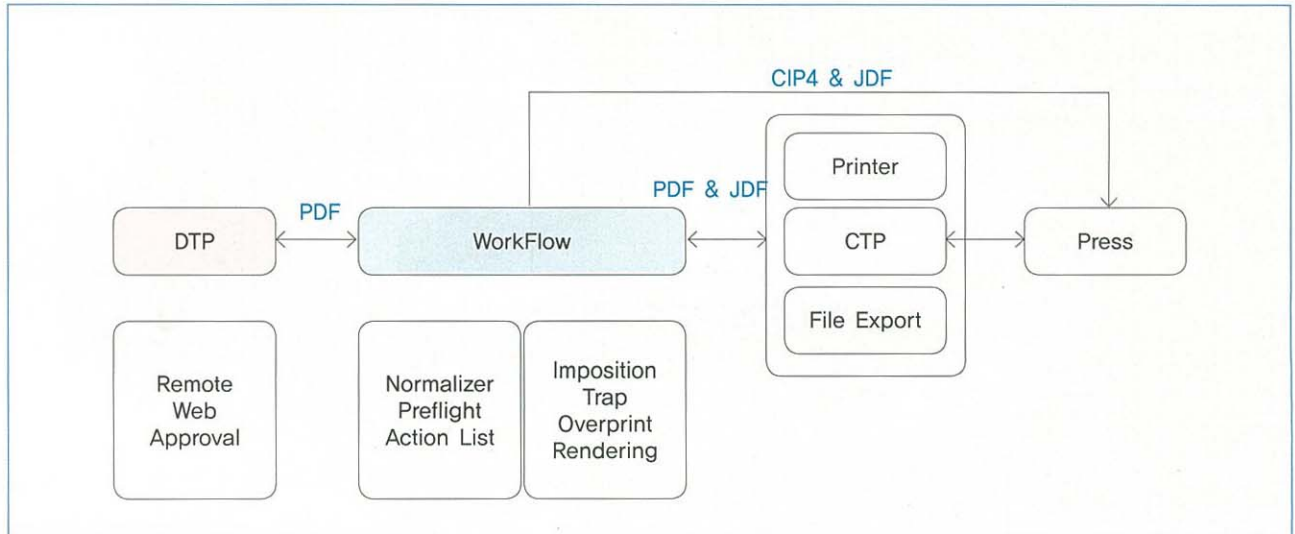 CIP4 & JDF
Printer
PDF & JDF
PDF
DTP
WorkFlow
CTP
Press
File Export
Remote
Web
Approval
Normalizer
Preflight
Action List
Imposition
Trap
Overprint
Rendering